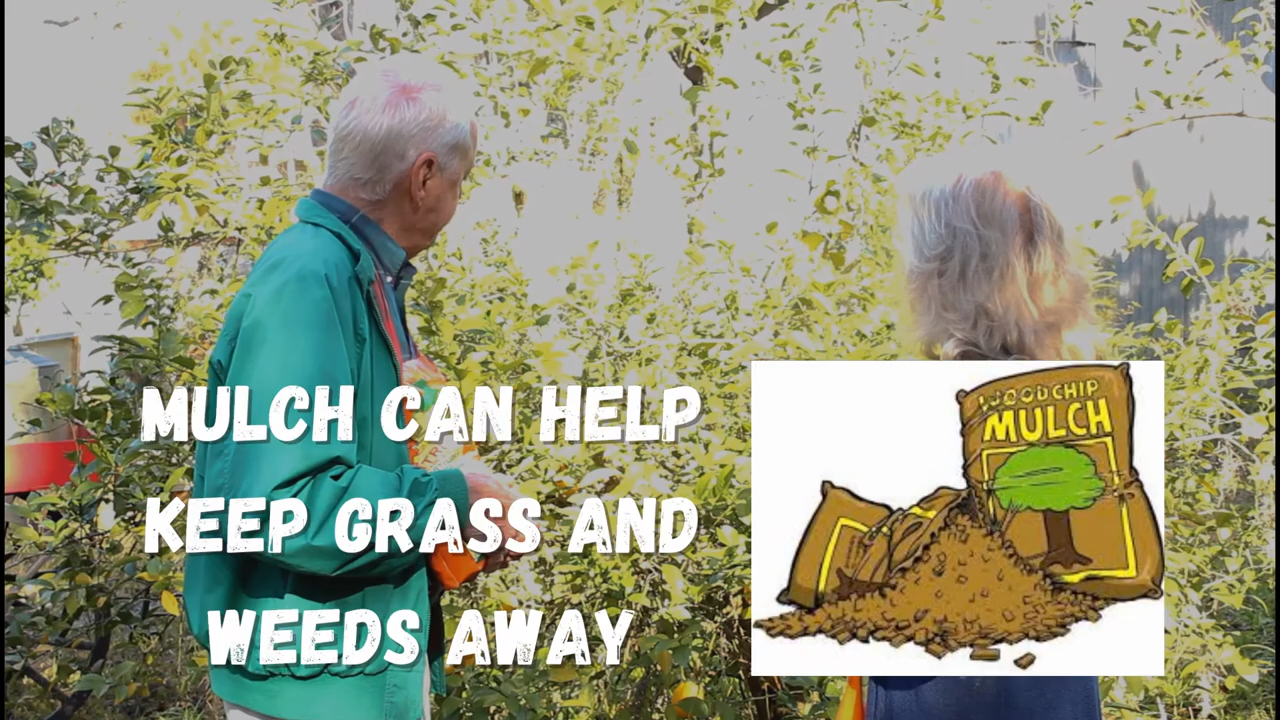 MULCH CAN HELP
KEEP GRASS AND
WEEDS AWAY
WOODCHIP
MULCH